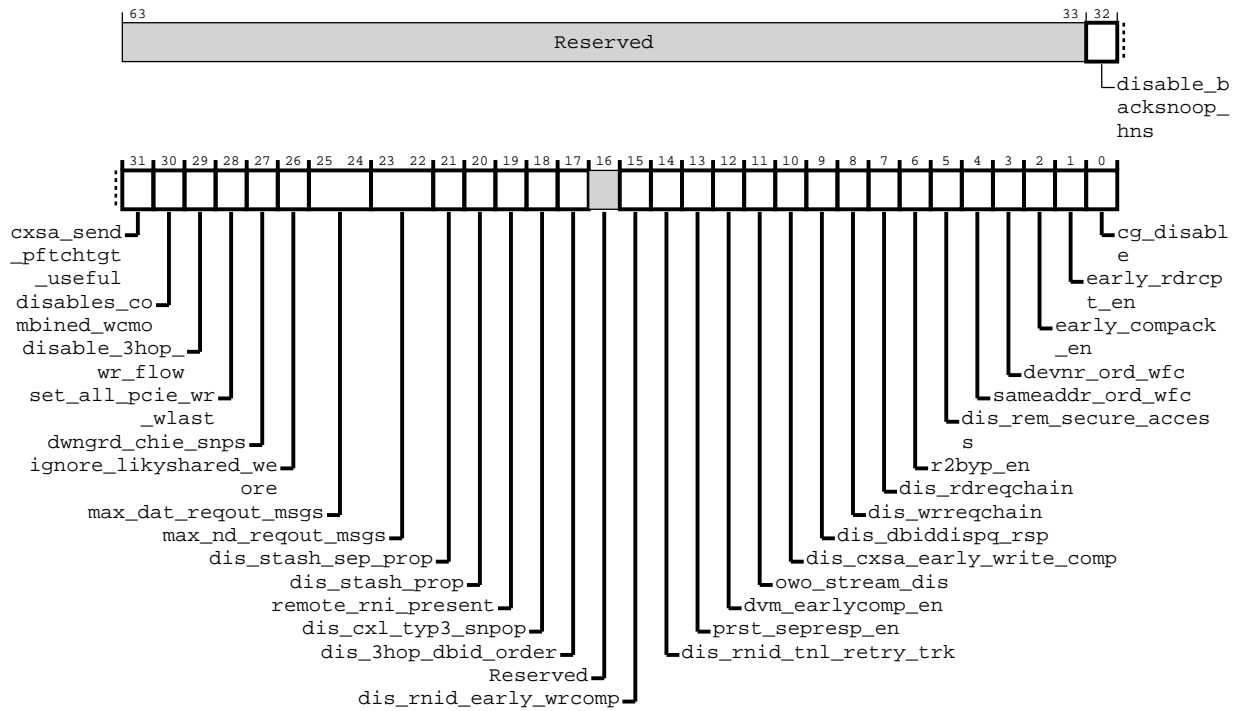 63 33 32
Reserved
disable_b
acksnoop_
hns
31 30 29 28 27 26 25 24 23 22 21 20 19 18 17 16 15 14 13 12 11 10 9 8 7 6 5 4 3 2 1 0
cxsa_send
_pftchtgt
_useful
disables_co
mbined_wcmo
disable_3hop_
wr_flow
set_all_pcie_wr
_wlast
dwngrd_chie_snps
ignore_likyshared_we
ore
max_dat_reqout_msgs
max_nd_reqout_msgs
dis_stash_sep_prop
dis_stash_prop
remote_rni_present
dis_cxl_typ3_snpop
dis_3hop_dbid_order
Reserved
dis_rnid_early_wrcomp
cg_disabl
e
early_rdrcp
t_en
early_compack
_en
devnr_ord_wfc
sameaddr_ord_wfc
dis_rem_secure_acces
s
r2byp_en
dis_rdreqchain
dis_wrreqchain
dis_dbiddispq_rsp
dis_cxsa_early_write_comp
owo_stream_dis
dvm_earlycomp_en
prst_sepresp_en
dis_rnid_tnl_retry_trk